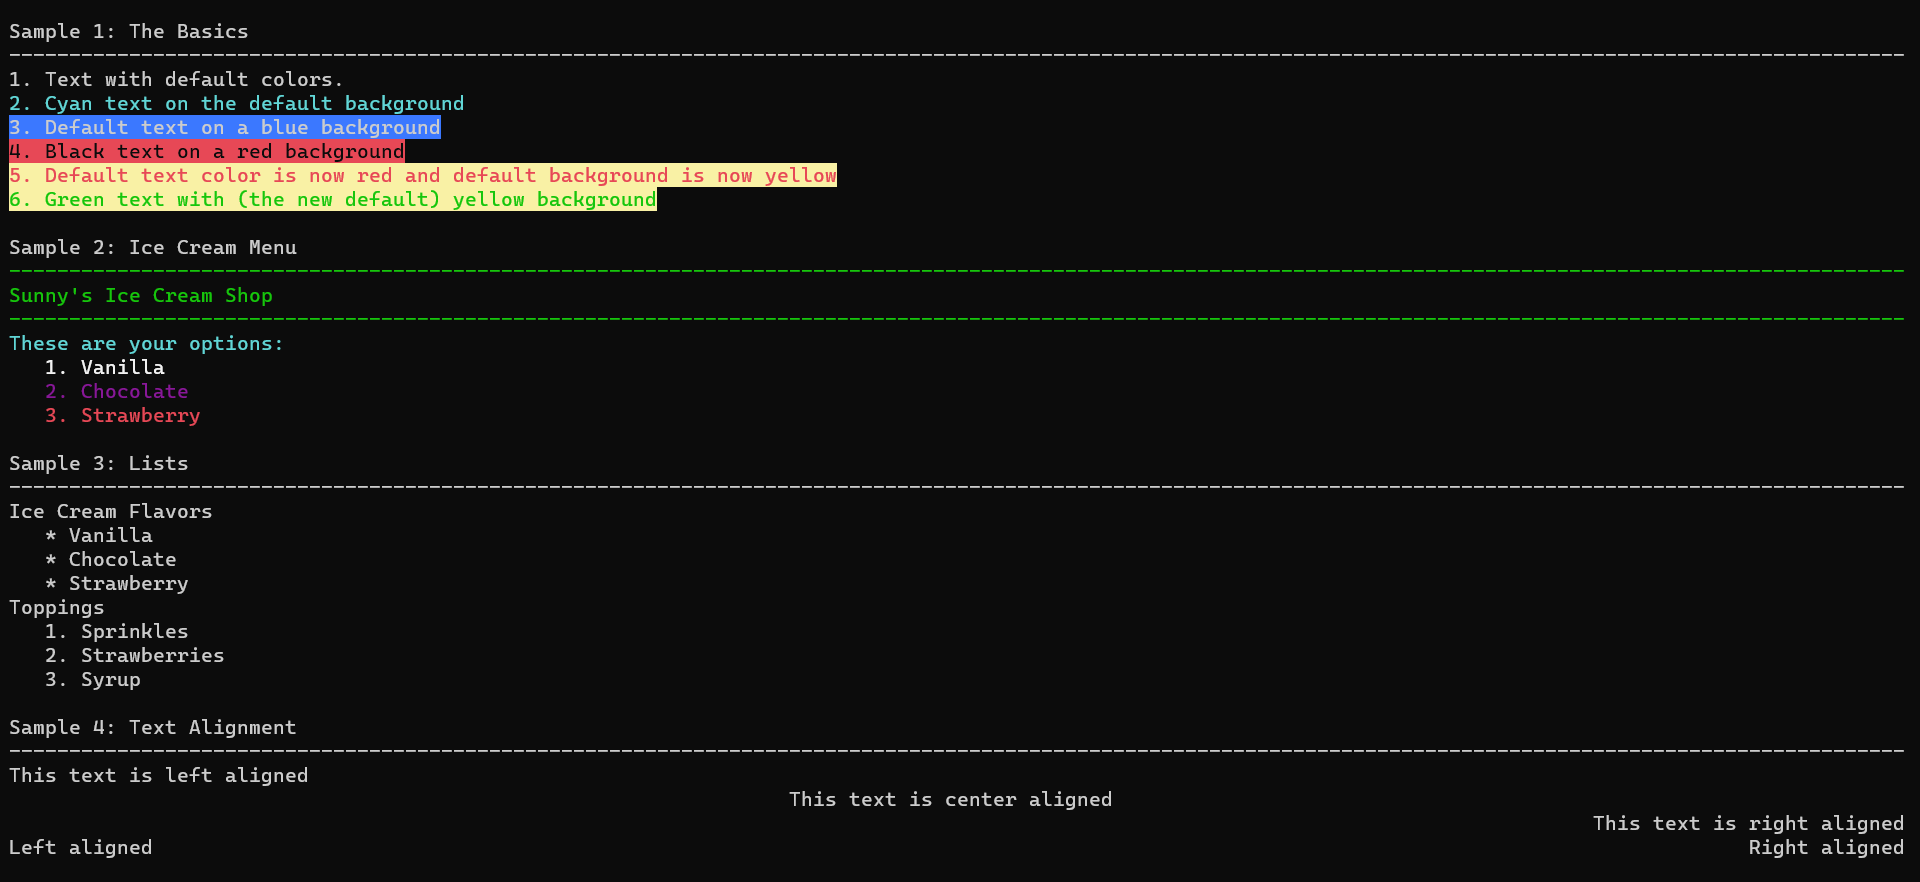 Sample 1: The Basics
--------------------------------------------------------------------------------------------------------------------------------------------------------------
1. Text with default colors.
2. Cyan text on the default background
3. Default text on a blue background
4. Black text on a red background
5. Default text color is now red and default background is now yellow
6. Green text with (the new default) yellow background
Sample 2: Ice Cream Menu
--------------------------------------------------------------------------------------------------------------------------------------------------------------
Sunny's Ice Cream Shop
--------------------------------------------------------------------------------------------------------------------------------------------------------------
These are your options:
   1. Vanilla
   2. Chocolate
   3. Strawberry
Sample 3: Lists
--------------------------------------------------------------------------------------------------------------------------------------------------------------
Ice Cream Flavors
   * Vanilla
   * Chocolate
   * Strawberry
Toppings
   1. Sprinkles
   2. Strawberries
   3. Syrup
Sample 4: Text Alignment
--------------------------------------------------------------------------------------------------------------------------------------------------------------
This text is left aligned
This text is center aligned
This text is right aligned
Left aligned Right aligned